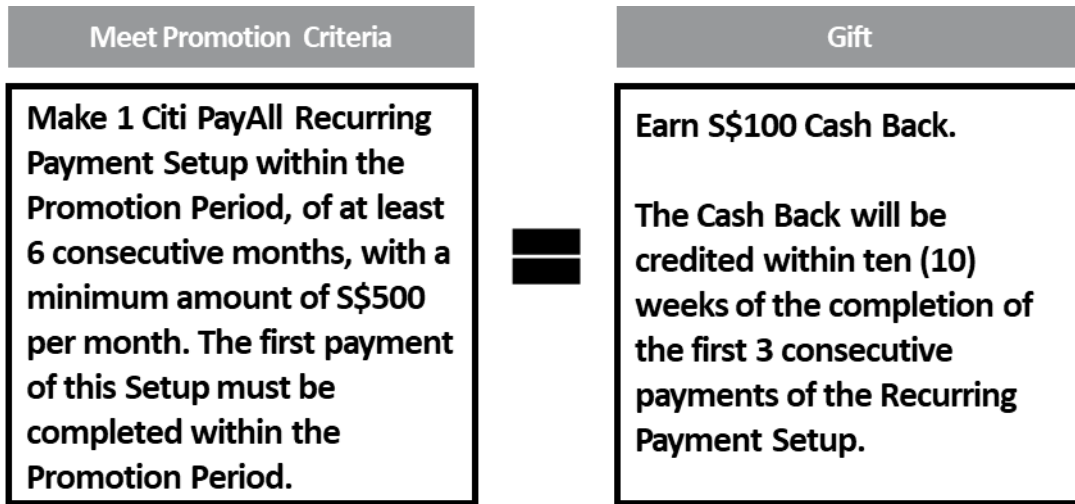 Meet Promotion Criteria
Make 1 Citi PayAll Recurring
Payment Setup within the
Promotion Period, of at least
6 consecutive months, with a
minimum amount of S$500
per month. The first payment
of this Setup must be
completed within the
Promotion Period.
Gift
Earn S$100 Cash Back.
The Cash Back will be
credited within ten (10)
weeks of the completion of
the first 3 consecutive
payments of the Recurring
Payment Setup.